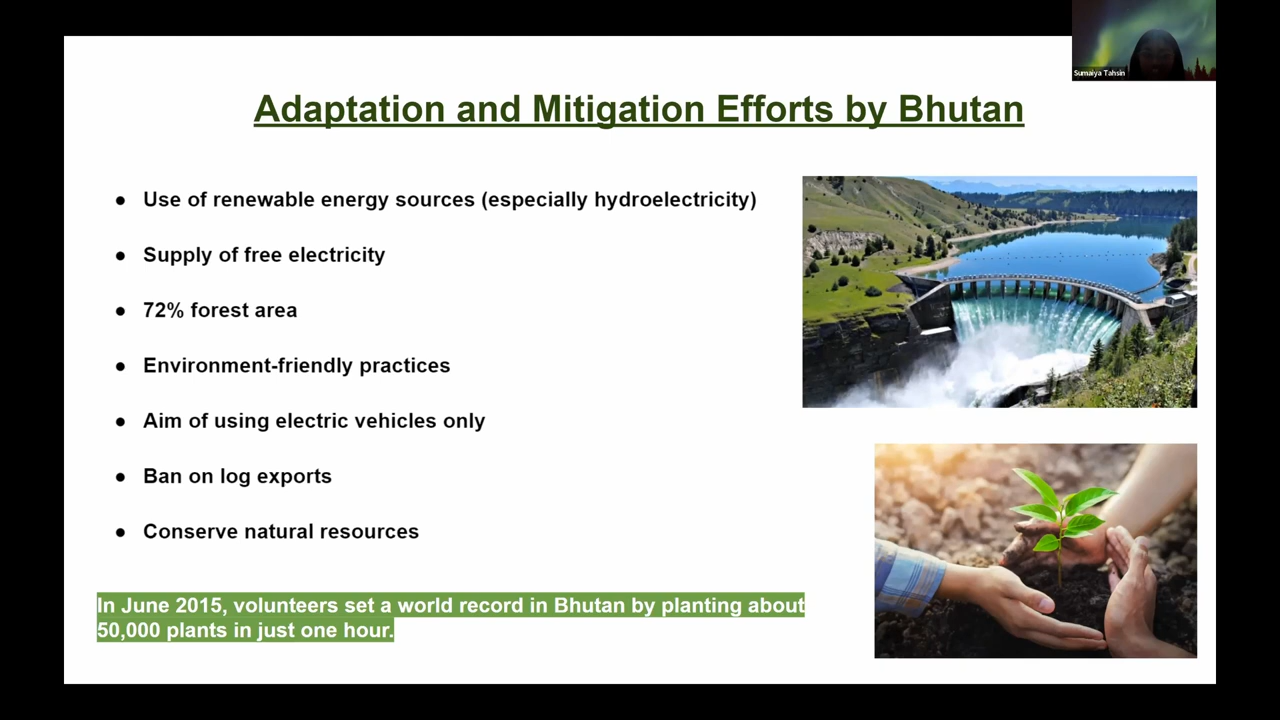 Sumaiya Tahsin
Adaptation and Mitigation Efforts by Bhutan
● Use of renewable energy sources (especially hydroelectricity)
● Supply of free electricity
● 72% forest area
● Environment-friendly practices
● Aim of using electric vehicles only
● Ban on log exports
● Conserve natural resources
In June 2015, volunteers set a world record in Bhutan by planting about
50,000 plants in just one hour.